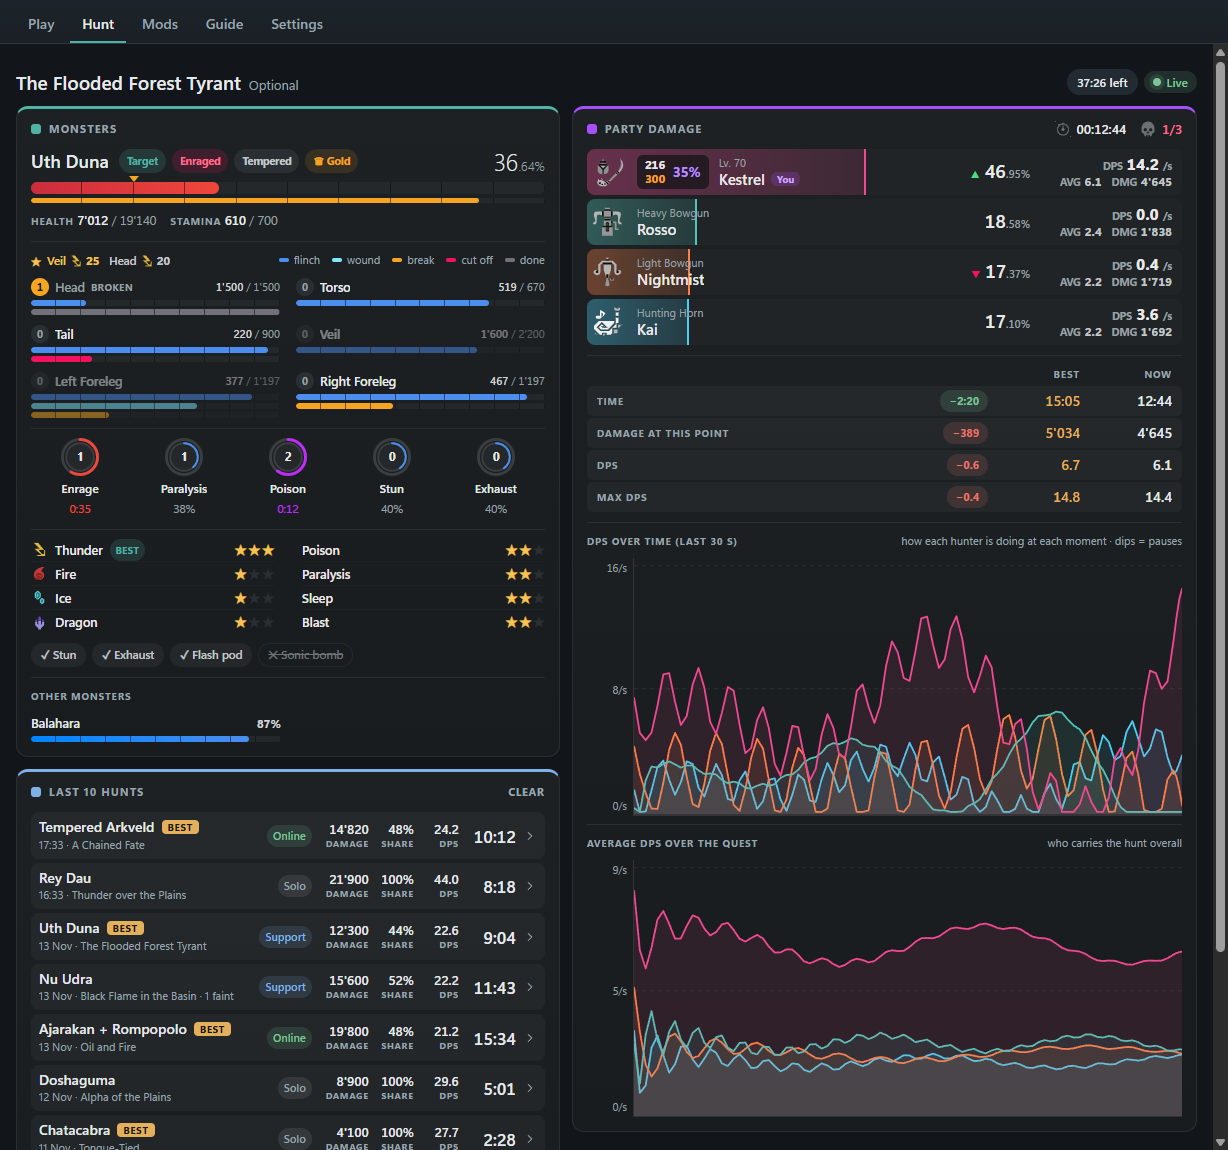 Play Hunt Mods Guide Settings
The Flooded Forest Tyrant Optional
37:26 left Live
MONSTERS
Uth Duna Target Enraged Tempered Gold 36.64%
HEALTH 7'012 / 19'140 STAMINA 610 / 700
Veil 25 Head 20 flinch wound break cut off done
1 Head BROKEN 1'500 / 1'500
0 Torso 519 / 670
0 Tail 220 / 900
0 Veil 1'600 / 2'200
0 Left Foreleg 377 / 1'197
0 Right Foreleg 467 / 1'197
1 1 2 0 0
Enrage Paralysis Poison Stun Exhaust
0:35 38% 0:12 40% 40%
Thunder BEST ★★★ Poison ★★★
Fire ★★★ Paralysis ★★★
Ice ★★★ Sleep ★★★
Dragon ★★★ Blast ★★★
✓ Stun ✓ Exhaust ✓ Flash pod ✕ Sonic bomb
OTHER MONSTERS
Balahara 87%
LAST 10 HUNTS CLEAR
Tempered Arkveld BEST
17:33 · A Chained Fate
Online 14'820 DAMAGE 48% SHARE 24.2 DPS 10:12
Rey Dau
16:33 · Thunder over the Plains
Solo 21'900 DAMAGE 100% SHARE 44.0 DPS 8:18
Uth Duna BEST
13 Nov · The Flooded Forest Tyrant
Support 12'300 DAMAGE 44% SHARE 22.6 DPS 9:04
Nu Udra
13 Nov · Black Flame in the Basin · 1 faint
Support 15'600 DAMAGE 52% SHARE 22.2 DPS 11:43
Ajarakan + Rompopolo BEST
13 Nov · Oil and Fire
Online 19'800 DAMAGE 48% SHARE 21.2 DPS 15:34
Doshaguma
12 Nov · Alpha of the Plains
Solo 8'900 DAMAGE 100% SHARE 29.6 DPS 5:01
Chatacabra BEST
11 Nov · Tongue-Tied
Solo 4'100 DAMAGE 100% SHARE 27.7 DPS 2:28
PARTY DAMAGE 00:12:44 1/3
216
300
35%
Lv. 70
Kestrel You
▲ 46.95%
DPS 14.2 /s
AVG 6.1 DMG 4'645
Heavy Bowgun
Rosso
18.58%
DPS 0.0 /s
AVG 2.4 DMG 1'838
Light Bowgun
Nightmist
▼ 17.37%
DPS 0.4 /s
AVG 2.2 DMG 1'719
Hunting Horn
Kai
17.10%
DPS 3.6 /s
AVG 2.2 DMG 1'692
BEST NOW
TIME −2:20 15:05 12:44
DAMAGE AT THIS POINT −389 5'034 4'645
DPS −0.6 6.7 6.1
MAX DPS −0.4 14.8 14.4
DPS OVER TIME (LAST 30 S) how each hunter is doing at each moment · dips = pauses
16/s
8/s
0/s
AVERAGE DPS OVER THE QUEST who carries the hunt overall
9/s
5/s
0/s